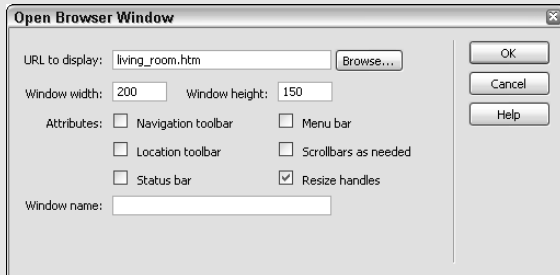 Open Browser Window
URL to display: living_room.htm Browse... OK
Window width: 200 Window height: 150 Cancel
Attributes: Navigation toolbar Menu bar Help
Location toolbar Scrollbars as needed
Status bar Resize handles
Window name: